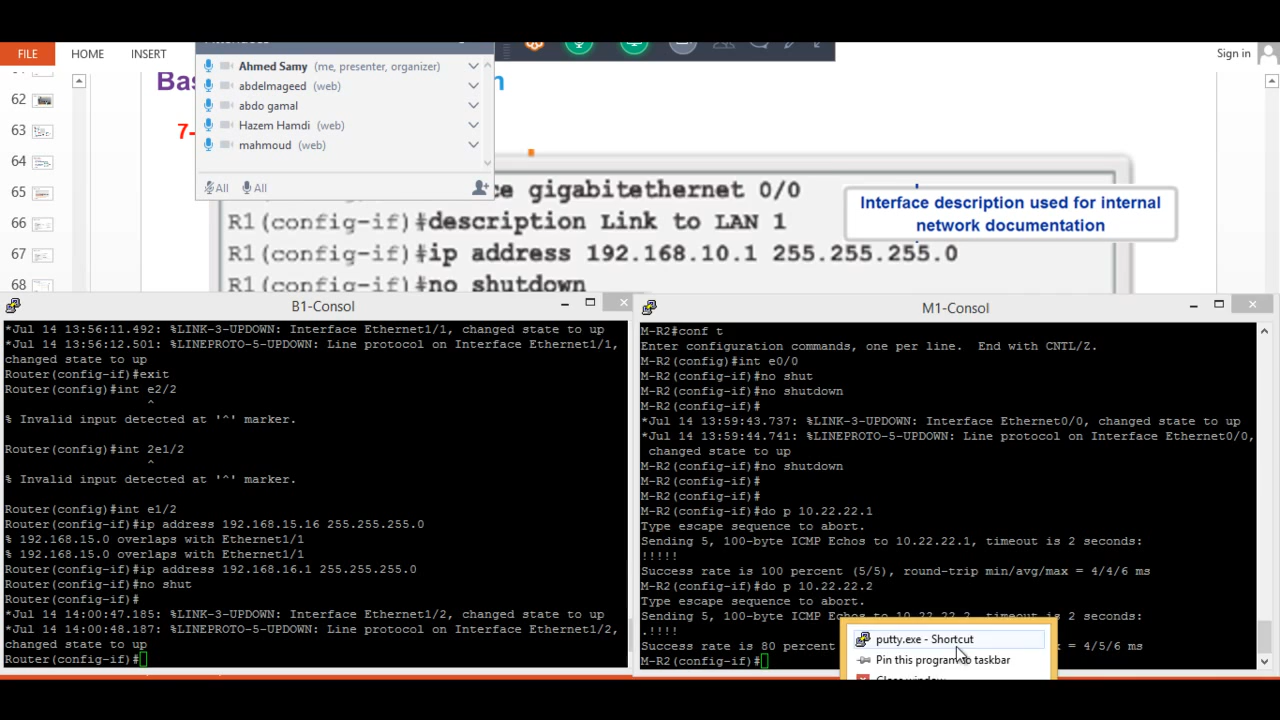 FILE
HOME
INSERT
Sign in
Ahmed Samy (me, presenter, organizer)
abdelmageed (web)
abdo gamal
Hazem Hamdi (web)
mahmoud (web)
All
All
62
63
64
65
66
67
68
7-
gigabitethernet 0/0
R1(config-if)#description Link to LAN 1
R1(config-if)#ip address 192.168.10.1 255.255.255.0
R1(config-if)#no shutdown
Interface description used for internal
network documentation
B1-Consol
*Jul 14 13:56:11.492: %LINK-3-UPDOWN: Interface Ethernet1/1, changed state to up
*Jul 14 13:56:12.501: %LINEPROTO-5-UPDOWN: Line protocol on Interface Ethernet1/1,
changed state to up
Router(config-if)#exit
Router(config)#int e2/2
^
% Invalid input detected at '^' marker.
Router(config)#int 2e1/2
^
% Invalid input detected at '^' marker.
Router(config)#int e1/2
Router(config-if)#ip address 192.168.15.16 255.255.255.0
% 192.168.15.0 overlaps with Ethernet1/1
% 192.168.15.0 overlaps with Ethernet1/1
Router(config-if)#ip address 192.168.16.1 255.255.255.0
Router(config-if)#no shut
Router(config-if)#
*Jul 14 14:00:47.185: %LINK-3-UPDOWN: Interface Ethernet1/2, changed state to up
*Jul 14 14:00:48.187: %LINEPROTO-5-UPDOWN: Line protocol on Interface Ethernet1/2,
changed state to up
Router(config-if)#
M1-Consol
M-R2#conf t
Enter configuration commands, one per line. End with CNTL/Z.
M-R2(config)#int e0/0
M-R2(config-if)#no shut
M-R2(config-if)#no shutdown
M-R2(config-if)#
*Jul 14 13:59:43.737: %LINK-3-UPDOWN: Interface Ethernet0/0, changed state to up
*Jul 14 13:59:44.741: %LINEPROTO-5-UPDOWN: Line protocol on Interface Ethernet0/0,
changed state to up
M-R2(config-if)#no shutdown
M-R2(config-if)#
M-R2(config-if)#
M-R2(config-if)#do p 10.22.22.1
Type escape sequence to abort.
Sending 5, 100-byte ICMP Echos to 10.22.22.1, timeout is 2 seconds:
!!!!!
Success rate is 100 percent (5/5), round-trip min/avg/max = 4/4/6 ms
M-R2(config-if)#do p 10.22.22.2
Type escape sequence to abort.
Sending 5, 100-byte ICMP Echos to 10.22.22.2, timeout is 2 seconds:
.!!!!
Success rate is 80 percent = 4/5/6 ms
M-R2(config-if)#
putty.exe - Shortcut
Pin this program to taskbar